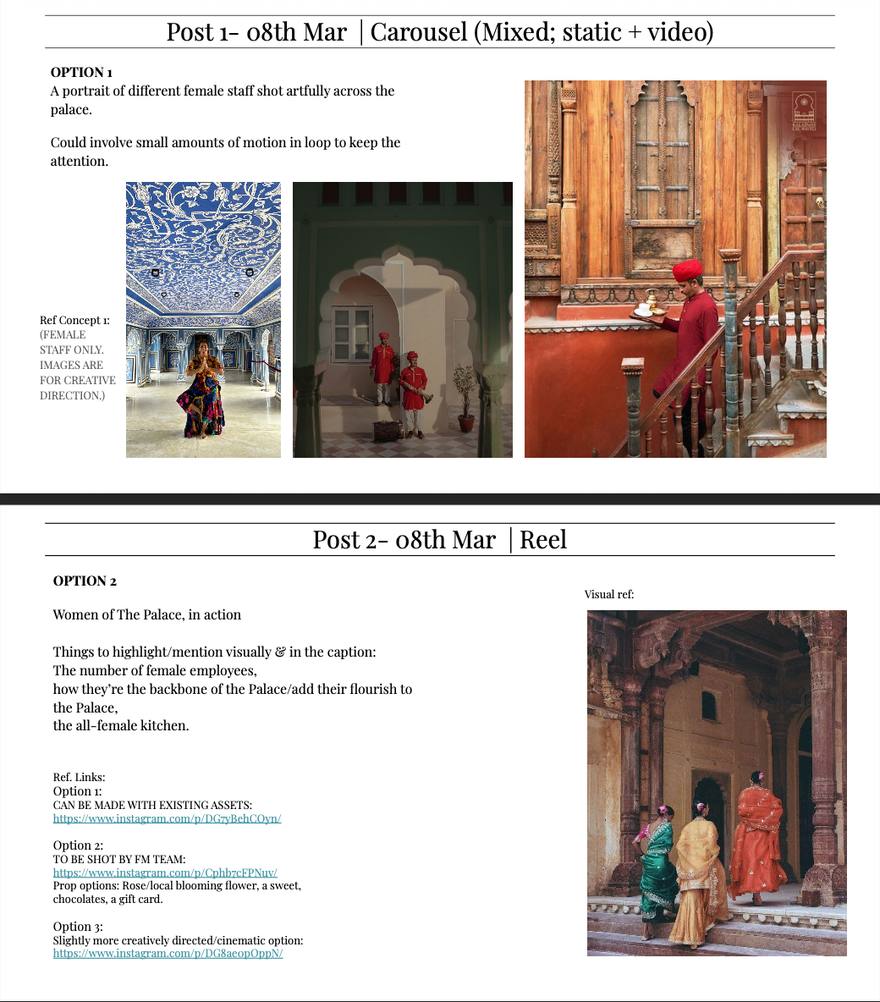 Post 1- 08th Mar | Carousel (Mixed; static + video)
OPTION 1
A portrait of different female staff shot artfully across the
palace.
Could involve small amounts of motion in loop to keep the
attention.
Ref Concept 1:
(FEMALE
STAFF ONLY.
IMAGES ARE
FOR CREATIVE
DIRECTION.)
Post 2- 08th Mar | Reel
OPTION 2
Women of The Palace, in action
Things to highlight/mention visually & in the caption:
The number of female employees,
how they're the backbone of the Palace/add their flourish to
the Palace,
the all-female kitchen.
Ref. Links:
Option 1:
CAN BE MADE WITH EXISTING ASSETS:
https://www.instagram.com/p/DG7yBehCOyn/
Option 2:
TO BE SHOT BY FM TEAM:
https://www.instagram.com/p/Cphb7cFPNuv/
Prop options: Rose/local blooming flower, a sweet,
chocolates, a gift card.
Option 3:
Slightly more creatively directed/cinematic option:
https://www.instagram.com/p/DG8aeopOppN/
Visual ref: